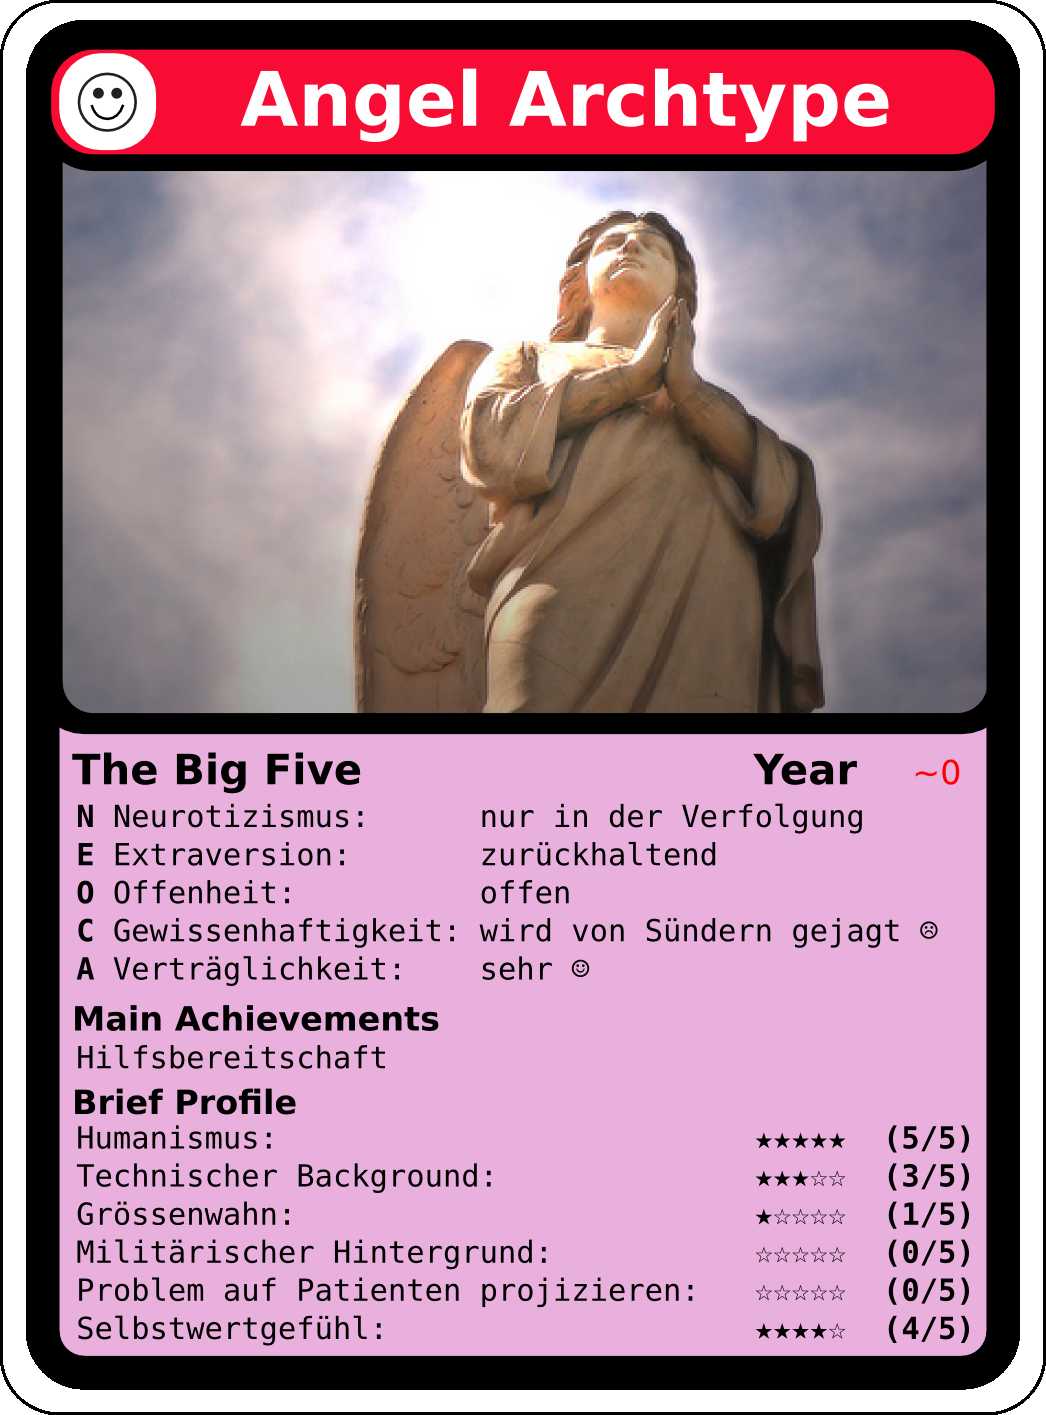 Angel Archtype
The Big Five Year ~0
N Neurotizismus: nur in der Verfolgung
E Extraversion: zurückhaltend
O Offenheit: offen
C Gewissenhaftigkeit: wird von Sündern gejagt ☹
A Verträglichkeit: sehr ☺
Main Achievements
Hilfsbereitschaft
Brief Profile
Humanismus: ★★★★★ (5/5)
Technischer Background: ★★★☆☆ (3/5)
Grössenwahn: ★☆☆☆☆ (1/5)
Militärischer Hintergrund: ☆☆☆☆☆ (0/5)
Problem auf Patienten projizieren: ☆☆☆☆☆ (0/5)
Selbstwertgefühl: ★★★★☆ (4/5)